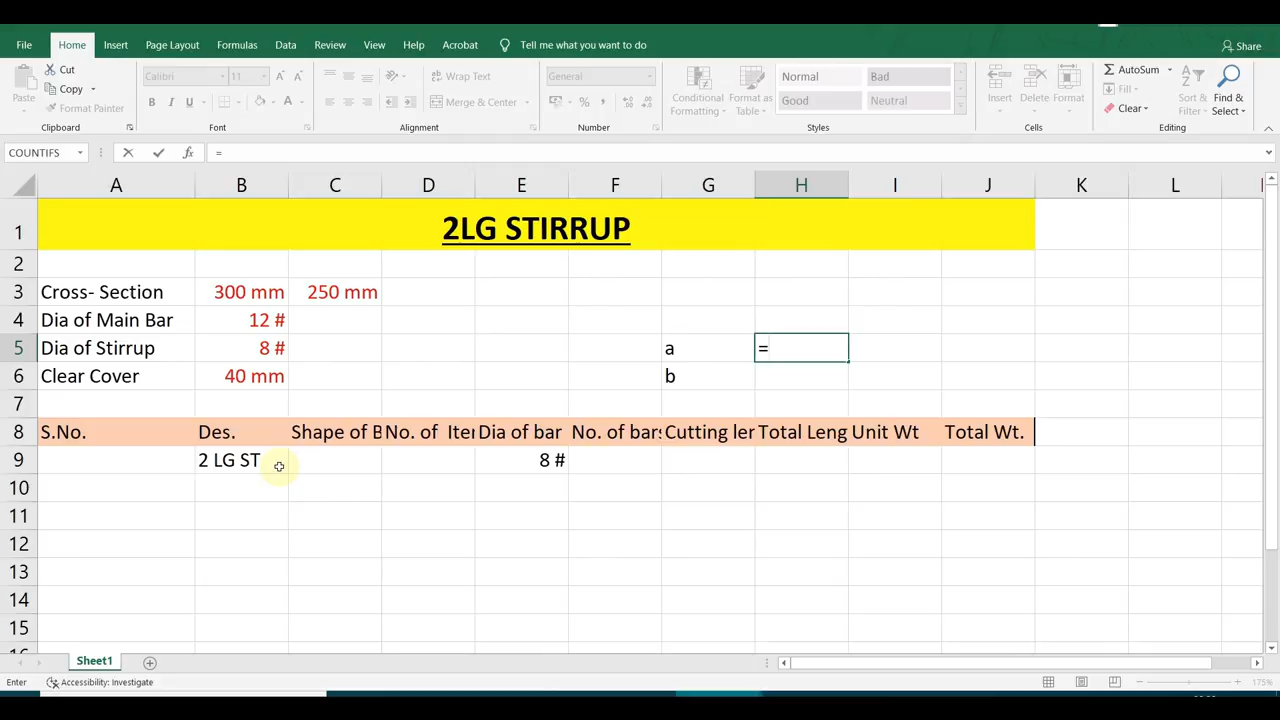 File Home Insert Page Layout Formulas Data Review View Help Acrobat Tell me what you want to do Share
Cut
Copy
Format Painter
Paste
Calibri 11
B I U
Wrap Text
Merge & Center
General
Conditional Formatting
Format as Table
Normal Bad
Good Neutral
Insert Delete Format
AutoSum
Fill
Clear
Sort & Filter
Find & Select
Clipboard Font Alignment Number Styles Cells Editing
COUNTIFS fx =
A B C D E F G H I J K L
1 2LG STIRRUP
2
3 Cross- Section 300 mm 250 mm
4 Dia of Main Bar 12 #
5 Dia of Stirrup 8 # a =
6 Clear Cover 40 mm b
7
8 S.No. Des. Shape of B No. of Iter Dia of bar No. of bars Cutting ler Total Leng Unit Wt Total Wt.
9 2 LG ST 8 #
10
11
12
13
14
15
Sheet1
Enter Accessibility: Investigate 175%